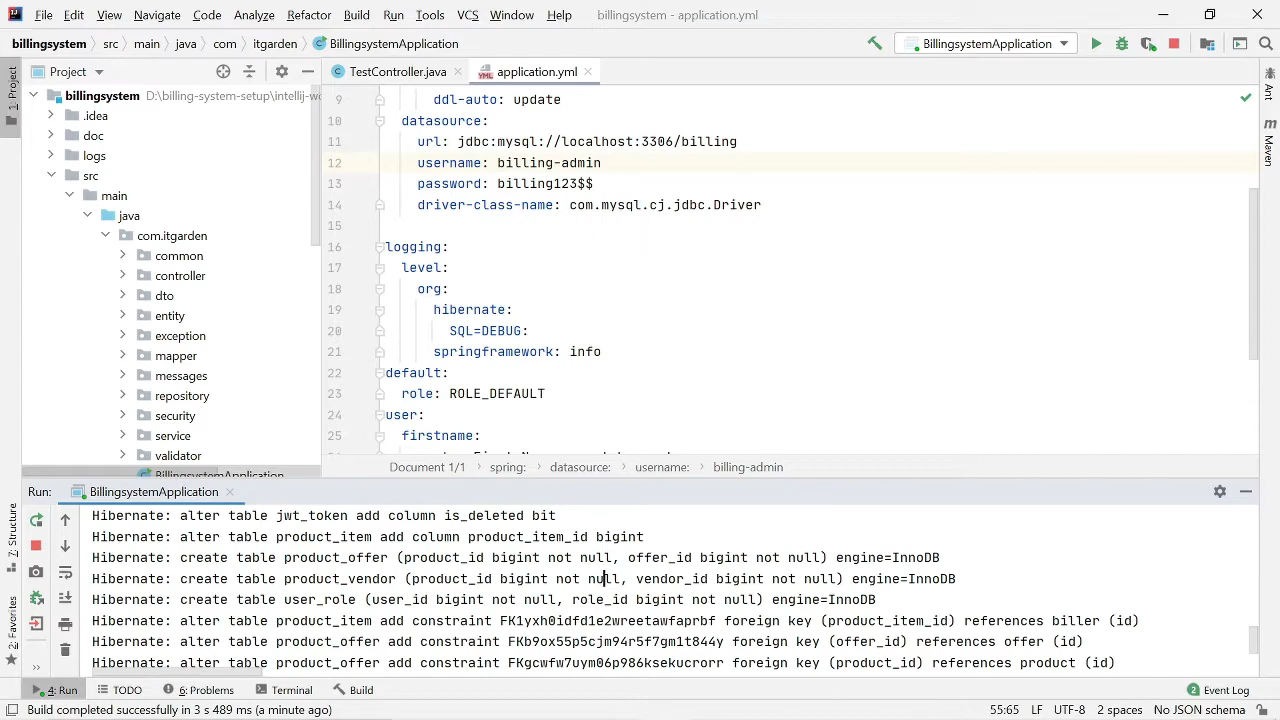 File Edit View Navigate Code Analyze Refactor Build Run Tools VCS Window Help billingsystem - application.yml
billingsystem src main java com itgarden BillingsystemApplication BillingsystemApplication
Project TestController.java application.yml
1: Project
billingsystem D:\billing-system-setup\intellij-wo
.idea
doc
logs
src
main
java
com.itgarden
common
controller
dto
entity
exception
mapper
messages
repository
security
service
validator
BillingsystemApplication
9 ddl-auto: update
10 datasource:
11 url: jdbc:mysql://localhost:3306/billing
12 username: billing-admin
13 password: billing123$$
14 driver-class-name: com.mysql.cj.jdbc.Driver
15
16 logging:
17 level:
18 org:
19 hibernate:
20 SQL=DEBUG:
21 springframework: info
22 default:
23 role: ROLE_DEFAULT
24 user:
25 firstname:
Document 1/1 spring: datasource: username: billing-admin
Ant
Maven
Run: BillingsystemApplication
Hibernate: alter table jwt_token add column is_deleted bit
Hibernate: alter table product_item add column product_item_id bigint
Hibernate: create table product_offer (product_id bigint not null, offer_id bigint not null) engine=InnoDB
Hibernate: create table product_vendor (product_id bigint not null, vendor_id bigint not null) engine=InnoDB
Hibernate: create table user_role (user_id bigint not null, role_id bigint not null) engine=InnoDB
Hibernate: alter table product_item add constraint FK1yxh0idfd1e2wreetawfaprbf foreign key (product_item_id) references biller (id)
Hibernate: alter table product_offer add constraint FKb9ox55p5cjm94r5f7gm1t844y foreign key (offer_id) references offer (id)
Hibernate: alter table product_offer add constraint FKgcwfw7uym06p986ksekucrorr foreign key (product_id) references product (id)
Z: Structure
2: Favorites
4: Run TODO 6: Problems Terminal Build 2 Event Log
Build completed successfully in 3 s 489 ms (a minute ago) 55:65 LF UTF-8 2 spaces No JSON schema